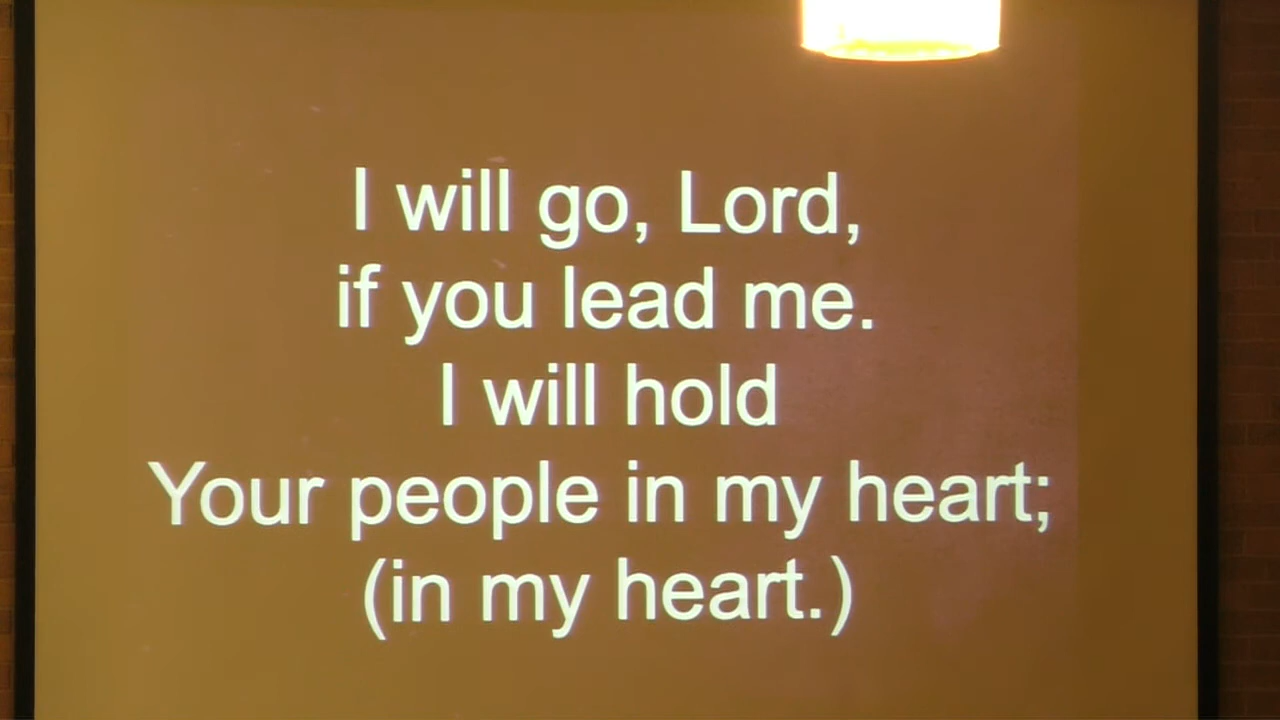 I will go, Lord,
if you lead me.
I will hold
Your people in my heart;
(in my heart.)